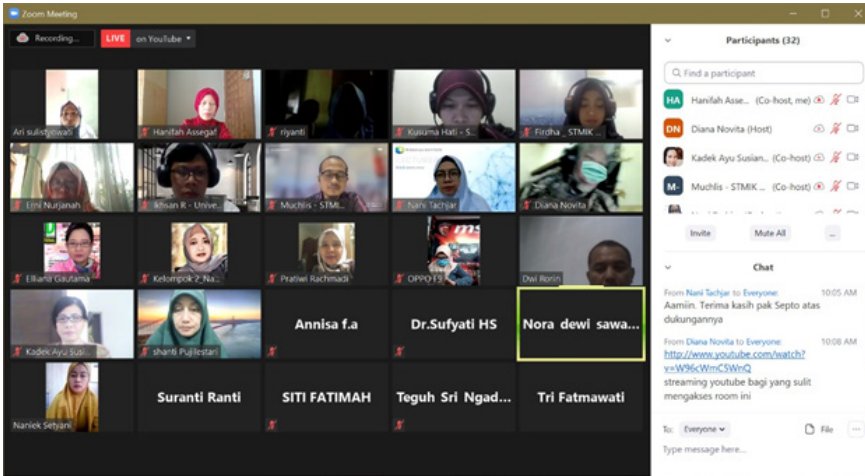 Zoom Meeting
Recording...
LIVE on YouTube
Ari sulistyowati
Hanifah Assegaf
riyanti
Kusuma Hati - S...
Firdha _ STMIK ...
Erni Nurjanah
Ikhsan R - Unive...
Muchlis - STMI...
Nani Tachjar
Diana Novita
Elliana Gautama
Kelompok 2_Na...
Pratiwi Rachmadi
OPPO F9
Dwi Ronin
Kadek Ayu Susi...
shanti Pujilestari
Annisa f.a
Dr.Sufyati HS
Nora dewi sawa...
Naniek Setyani
Suranti Ranti
SITI FATIMAH
Teguh Sri Ngad...
Tri Fatmawati
Participants (32)
Find a participant
HA Hanifah Asse... (Co-host, me)
DN Diana Novita (Host)
Kadek Ayu Susian... (Co-host)
M- Muchlis - STMIK ... (Co-host)
Invite Mute All ...
Chat
From Nani Tachjar to Everyone: 10:05 AM
Aamiin. Terima kasih pak Septo atas
dukungannya
From Diana Novita to Everyone: 10:08 AM
http://www.youtube.com/watch?
v=W96cWmC5WnQ
streaming youtube bagi yang sulit
mengakses room ini
To: Everyone File ...
Type message here...